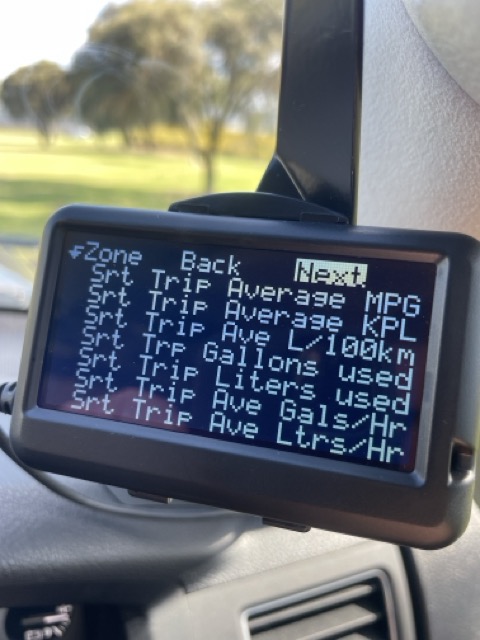 Zone Back Next
Srt Trip Average MPG
Srt Trip Average KPL
Srt Trip Ave L/100km
Srt Trp Gallons used
Srt Trip Liters used
Srt Trip Ave Gals/Hr
Srt Trip Ave Ltrs/Hr